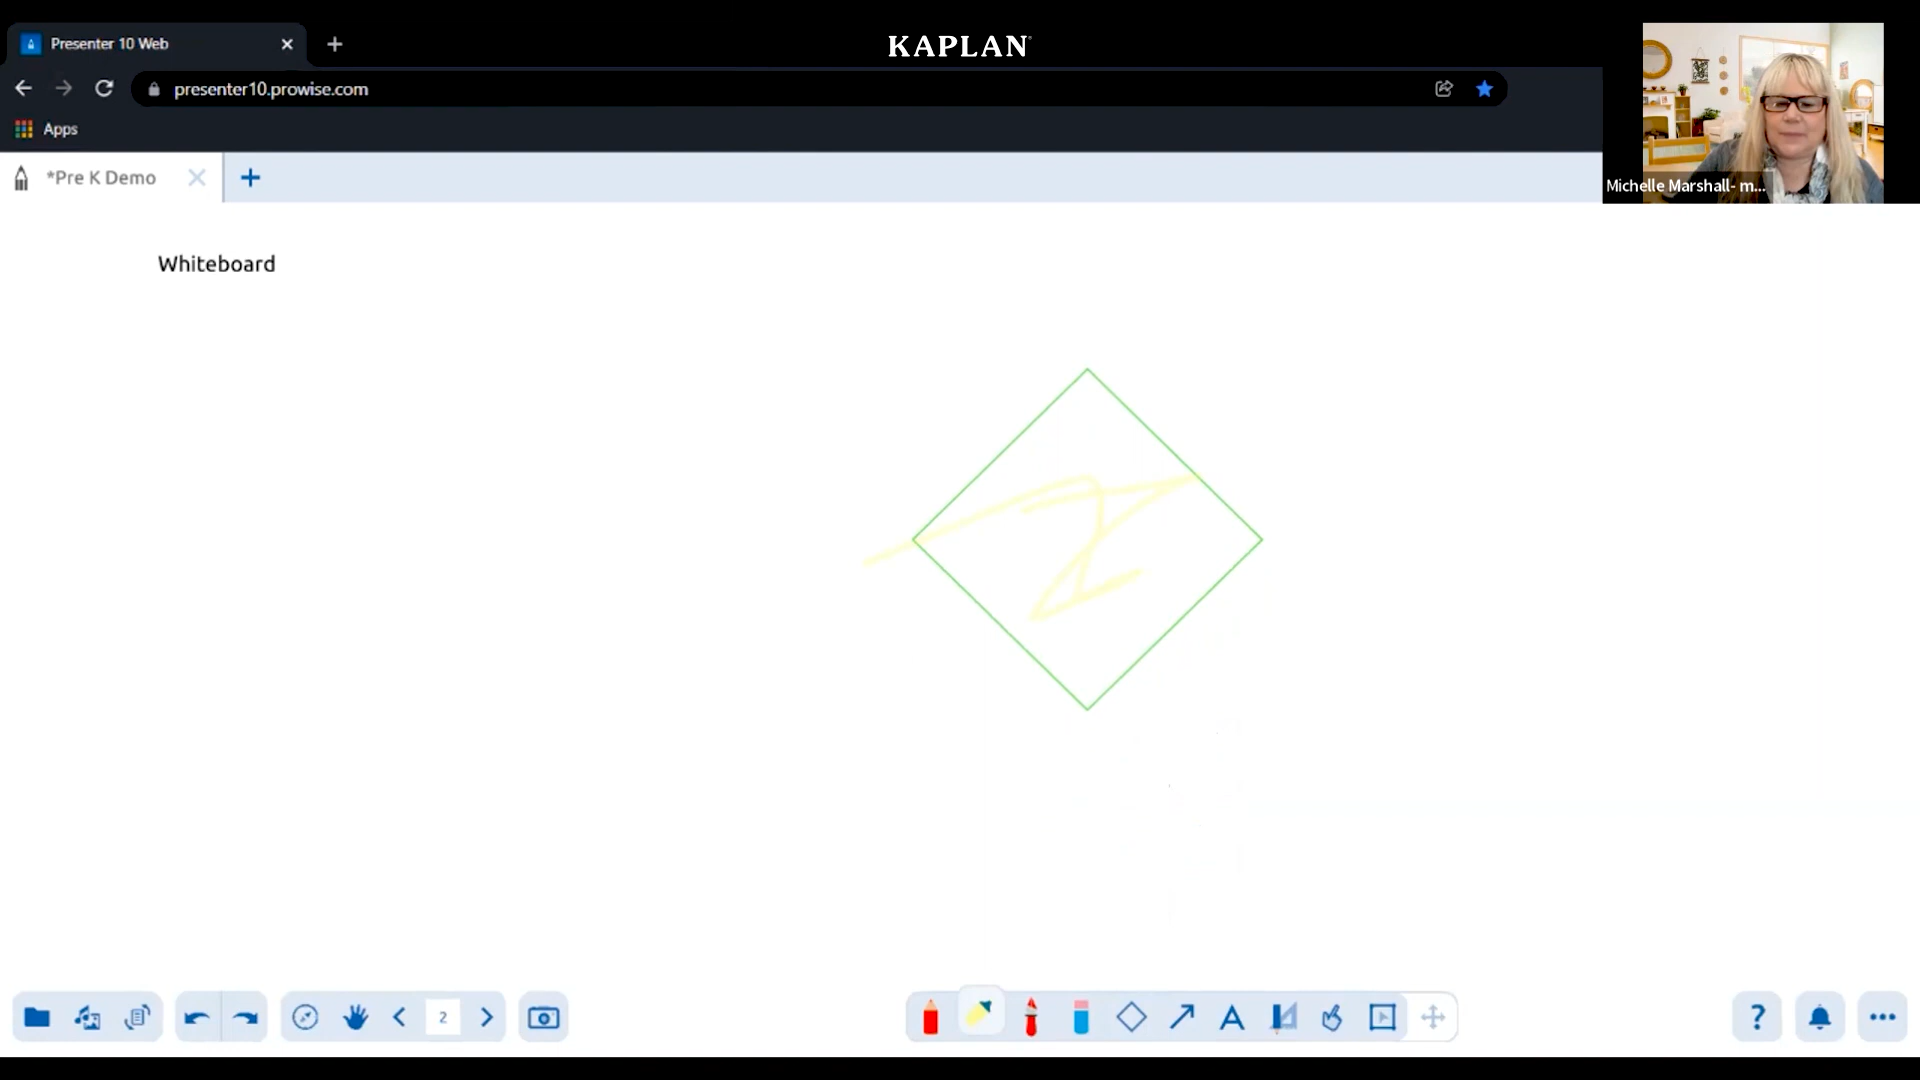 Presenter 10 Web
KAPLAN
presenter10.prowise.com
Apps
*Pre K Demo
Michelle Marshall- m...
Whiteboard
2
A
?